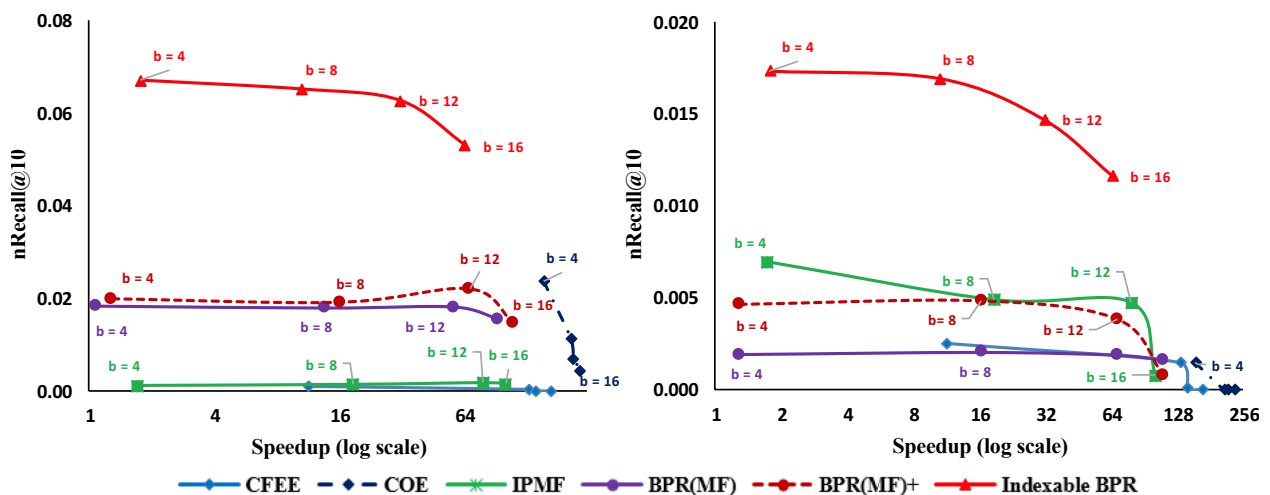 0.08
0.06
0.04
0.02
0.00
nRecall@10
b = 4
b = 8
b = 12
b = 16
b = 4
b = 4
b = 8
b = 12
b = 16
b = 4
b = 8
b = 12
b = 4
b = 8
b = 12
b = 16
b = 16
1
4
16
64
Speedup (log scale)
0.020
0.015
0.010
0.005
0.000
nRecall@10
b = 4
b = 8
b = 12
b = 16
b = 4
b = 8
b = 12
b = 4
b = 8
b = 12
b = 4
b = 8
b = 16
b = 4
1
2
4
8
16
32
64
128
256
Speedup (log scale)
CFEE
COE
IPMF
BPR(MF)
BPR(MF)+
Indexable BPR